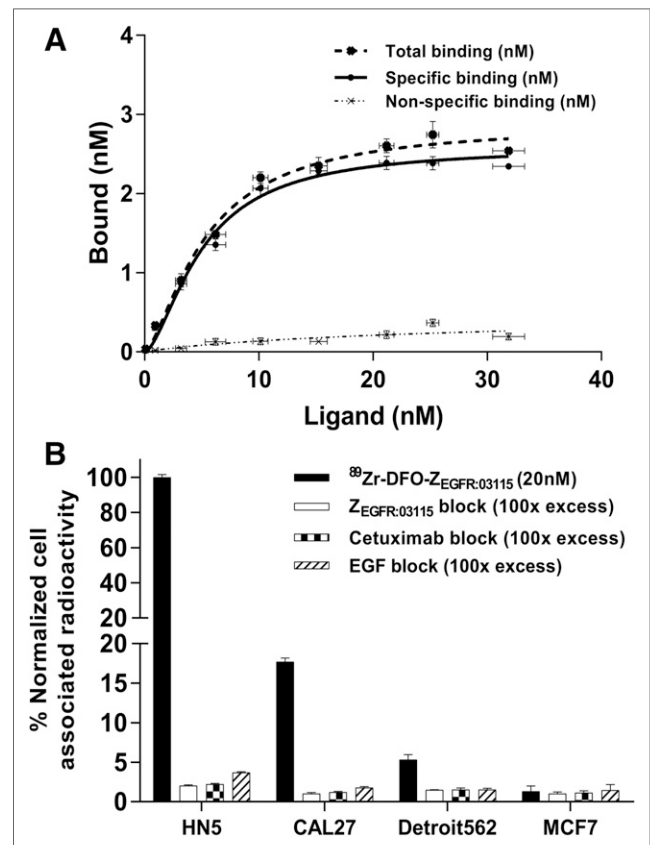 A
4
3
2
1
0
Bound (nM)
Total binding (nM)
Specific binding (nM)
Non-specific binding (nM)
0 10 20 30 40
Ligand (nM)
B
100
80
60
40
20
20
15
10
5
0
% Normalized cell
associated radioactivity
⁸⁹Zr-DFO-Z_EGFR:03115 (20nM)
Z_EGFR:03115 block (100x excess)
Cetuximab block (100x excess)
EGF block (100x excess)
HN5 CAL27 Detroit562 MCF7